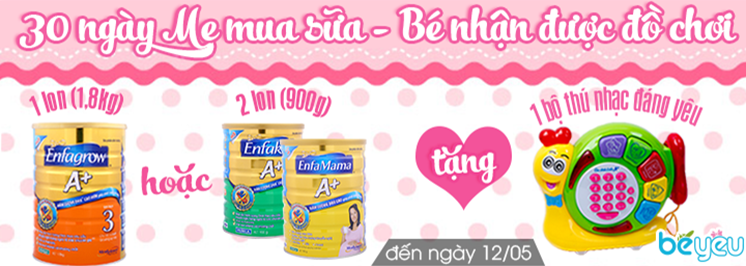 30 ngày Mẹ mua sữa - Bé nhận được đồ chơi
1 lon (1,8kg)
2 lon (900g)
1 bộ thú nhạc đáng yêu
Enfagrow
A+
3
hoặc
EnfaMama
A+
tặng
đến ngày 12/05
beyeu